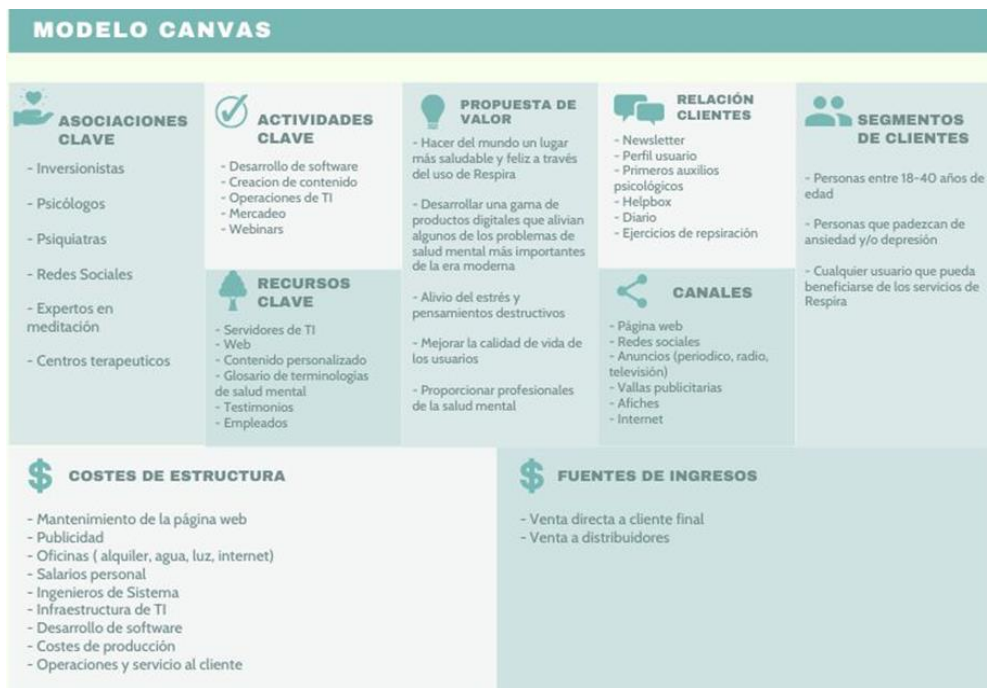 MODELO CANVAS
ASOCIACIONES
CLAVE
- Inversionistas
- Psicólogos
- Psiquiatras
- Redes Sociales
- Expertos en
meditación
- Centros terapeuticos
ACTIVIDADES
CLAVE
- Desarrollo de software
- Creacion de contenido
- Operaciones de TI
- Mercadeo
- Webinars
RECURSOS
CLAVE
- Servidores de TI
- Web
- Contenido personalizado
- Glosario de terminologias
de salud mental
- Testimonios
- Empleados
PROPUESTA DE
VALOR
- Hacer del mundo un lugar
más saludable y feliz a través
del uso de Respira
- Desarrollar una gama de
productos digitales que alivian
algunos de los problemas de
salud mental más importantes
de la era moderna
- Alivio del estrés y
pensamientos destructivos
- Mejorar la calidad de vida de
los usuarios
- Proporcionar profesionales
de la salud mental
RELACIÓN
CLIENTES
- Newsletter
- Perfil usuario
- Primeros auxilios
psicológicos
- Helpbox
- Diario
- Ejercicios de repsiración
CANALES
- Página web
- Redes sociales
- Anuncios (periodico, radio,
televisión)
- Vallas publicitarias
- Afiches
- Internet
SEGMENTOS
DE CLIENTES
- Personas entre 18-40 años de
edad
- Personas que padezcan de
ansiedad y/o depresión
- Cualquier usuario que pueda
beneficiarse de los servicios de
Respira
COSTES DE ESTRUCTURA
- Mantenimiento de la página web
- Publicidad
- Oficinas ( alquiler, agua, luz, internet)
- Salarios personal
- Ingenieros de Sistema
- Infraestructura de TI
- Desarrollo de software
- Costes de producción
- Operaciones y servicio al cliente
FUENTES DE INGRESOS
- Venta directa a cliente final
- Venta a distribuidores